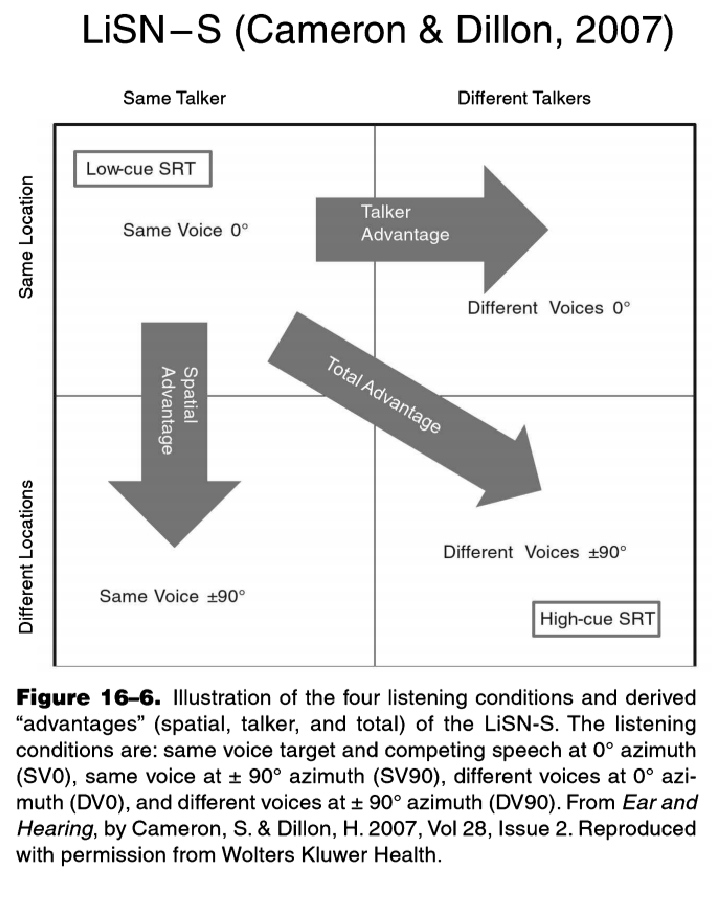 LiSN–S (Cameron & Dillon, 2007)
Same Talker
Different Talkers
Same Location
Low-cue SRT
Same Voice 0°
Talker
Advantage
Different Voices 0°
Spatial
Advantage
Total Advantage
Different Locations
Different Voices ±90°
Same Voice ±90°
High-cue SRT
Figure 16–6. Illustration of the four listening conditions and derived
“advantages” (spatial, talker, and total) of the LiSN-S. The listening
conditions are: same voice target and competing speech at 0° azimuth
(SV0), same voice at ± 90° azimuth (SV90), different voices at 0° azi-
muth (DV0), and different voices at ± 90° azimuth (DV90). From Ear and
Hearing, by Cameron, S. & Dillon, H. 2007, Vol 28, Issue 2. Reproduced
with permission from Wolters Kluwer Health.